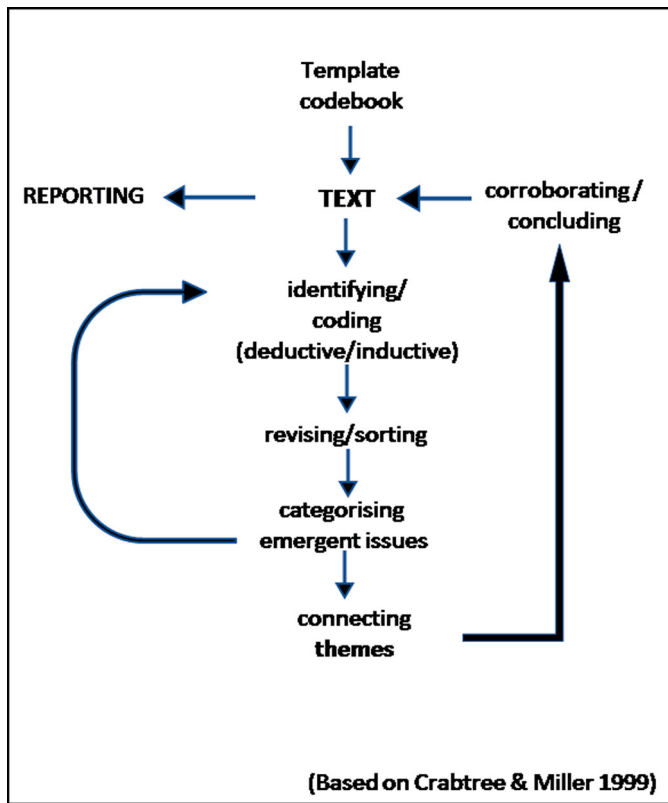 Template
codebook
REPORTING
TEXT
corroborating/
concluding
identifying/
coding
(deductive/inductive)
revising/sorting
categorising
emergent issues
connecting
themes
(Based on Crabtree & Miller 1999)